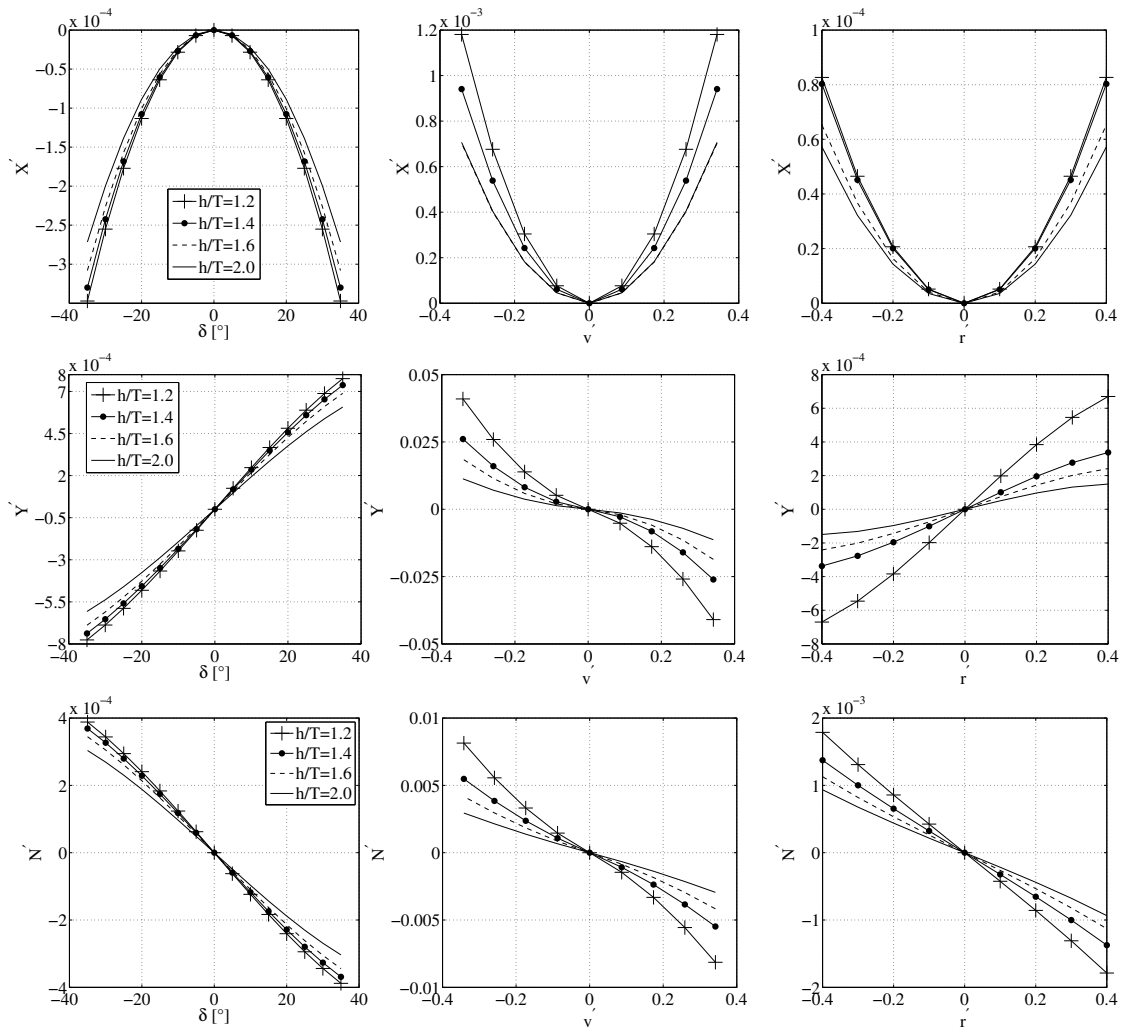 x 10⁻⁴
0
−0.5
−1
−1.5
−2
−2.5
−3
−40 −20 0 20 40
X′
δ [°]
h/T=1.2
h/T=1.4
h/T=1.6
h/T=2.0
x 10⁻³
1.2
1
0.8
0.6
0.4
0.2
0
−0.4 −0.2 0 0.2 0.4
X′
v′
x 10⁻⁴
1
0.8
0.6
0.4
0.2
0
−0.4 −0.2 0 0.2 0.4
X′
r′
x 10⁻⁴
8
7
4.5
2
−0.5
−3
−5.5
−8
−40 −20 0 20 40
Y′
δ [°]
h/T=1.2
h/T=1.4
h/T=1.6
h/T=2.0
0.05
0.025
0
−0.025
−0.05
−0.4 −0.2 0 0.2 0.4
Y′
v′
x 10⁻⁴
8
6
4
2
0
−2
−4
−6
−8
−0.4 −0.2 0 0.2 0.4
Y′
r′
x 10⁻⁴
4
2
0
−2
−4
−40 −20 0 20 40
N′
δ [°]
h/T=1.2
h/T=1.4
h/T=1.6
h/T=2.0
0.01
0.005
0
−0.005
−0.01
−0.4 −0.2 0 0.2 0.4
N′
v′
x 10⁻³
2
1
0
−1
−2
−0.4 −0.2 0 0.2 0.4
N′
r′